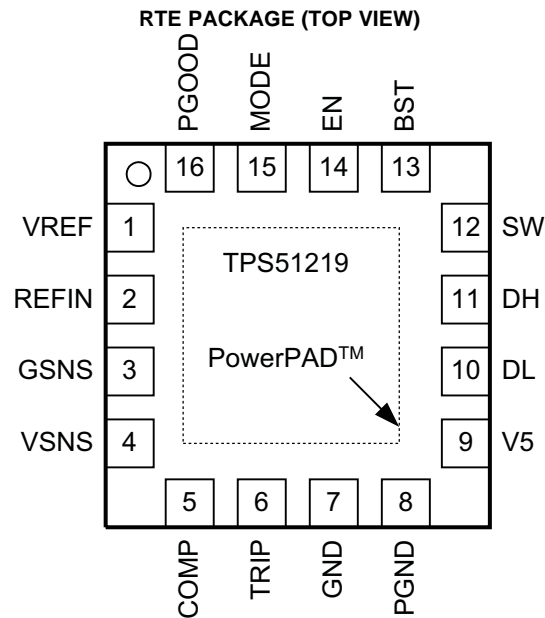 RTE PACKAGE (TOP VIEW)
PGOOD
MODE
EN
BST
16
15
14
13
VREF 1
12 SW
TPS51219
REFIN 2
11 DH
GSNS 3
PowerPAD™
10 DL
VSNS 4
9 V5
5
6
7
8
COMP
TRIP
GND
PGND